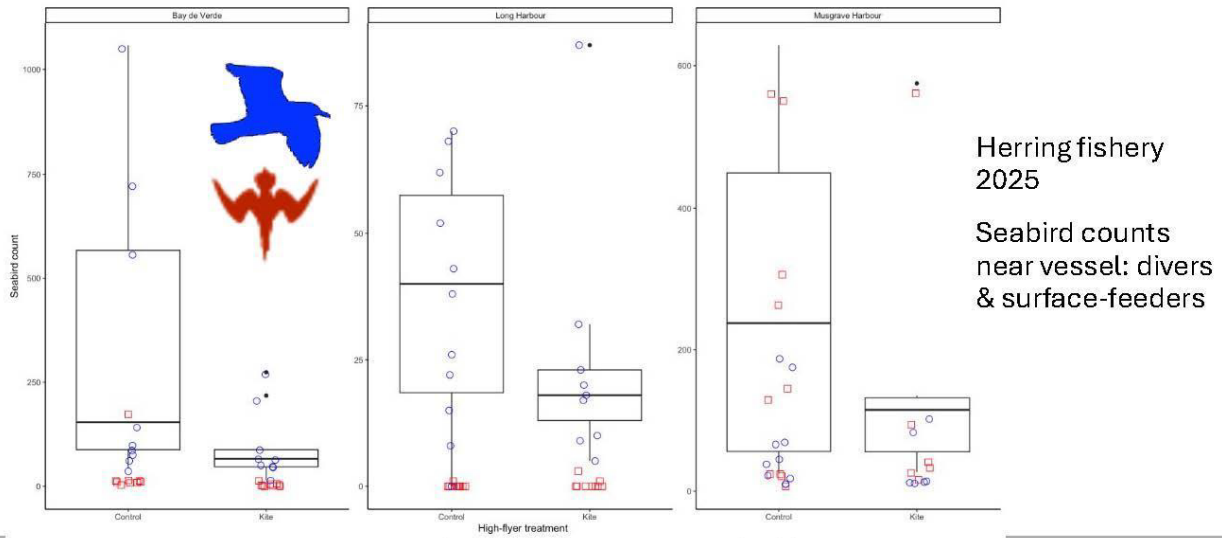 Bay de Verde
Long Harbour
Musgrave Harbour
Seabird count
1000
750
500
250
0
75
50
25
0
600
400
200
0
Control
Kite
Control
Kite
Control
Kite
High-flyer treatment
Herring fishery
2025
Seabird counts
near vessel: divers
& surface-feeders